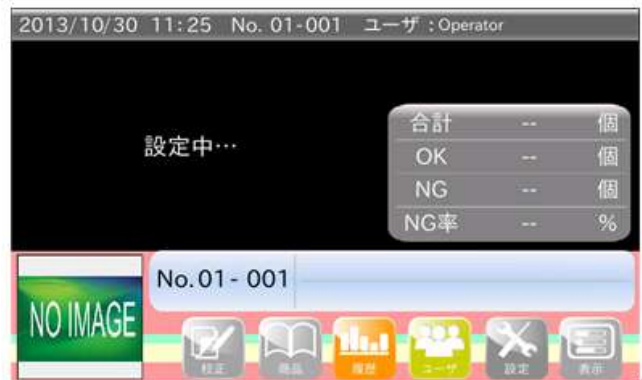 2013/10/30 11:25 No. 01-001 ユーザ : Operator
設定中…
合計 -- 個
OK -- 個
NG -- 個
NG率 -- %
No. 01 - 001
NO IMAGE
校正 商品 履歴 ユーザ 設定 表示